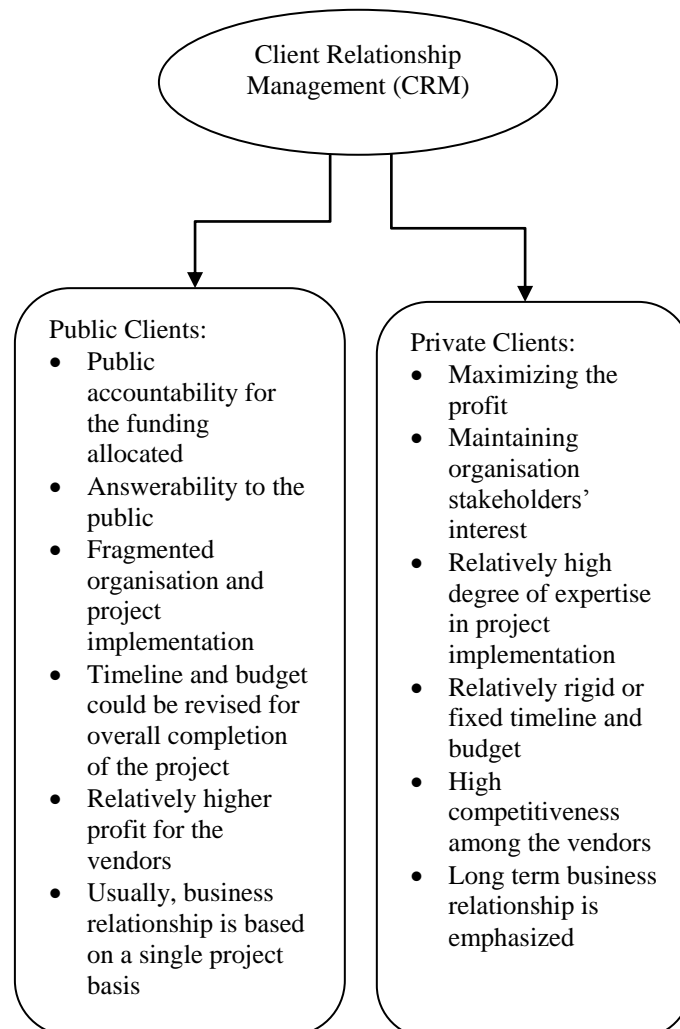 Client Relationship
Management (CRM)
Public Clients:
• Public
accountability for
the funding
allocated
• Answerability to the
public
• Fragmented
organisation and
project
implementation
• Timeline and budget
could be revised for
overall completion
of the project
• Relatively higher
profit for the
vendors
• Usually, business
relationship is based
on a single project
basis
Private Clients:
• Maximizing the
profit
• Maintaining
organisation
stakeholders’
interest
• Relatively high
degree of expertise
in project
implementation
• Relatively rigid or
fixed timeline and
budget
• High
competitiveness
among the vendors
• Long term business
relationship is
emphasized